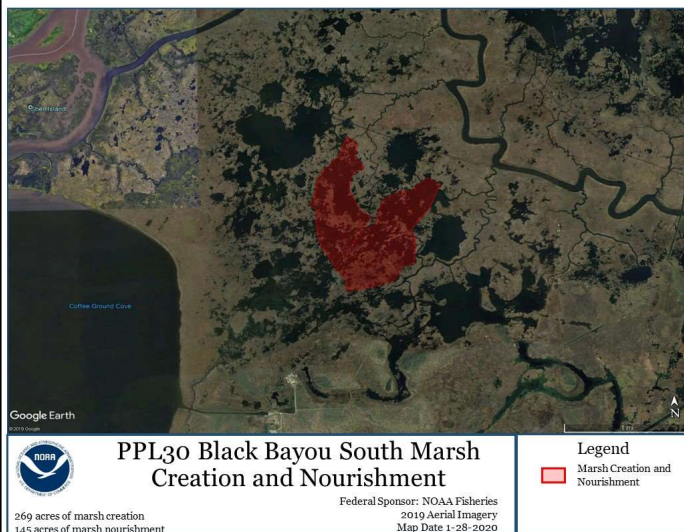 Coffee Ground Cove
Google Earth
© 2019 Google
1 mi
N
NOAA
PPL30 Black Bayou South Marsh
Creation and Nourishment
269 acres of marsh creation
145 acres of marsh nourishment
Federal Sponsor: NOAA Fisheries
2019 Aerial Imagery
Map Date 1-28-2020
Legend
Marsh Creation and
Nourishment